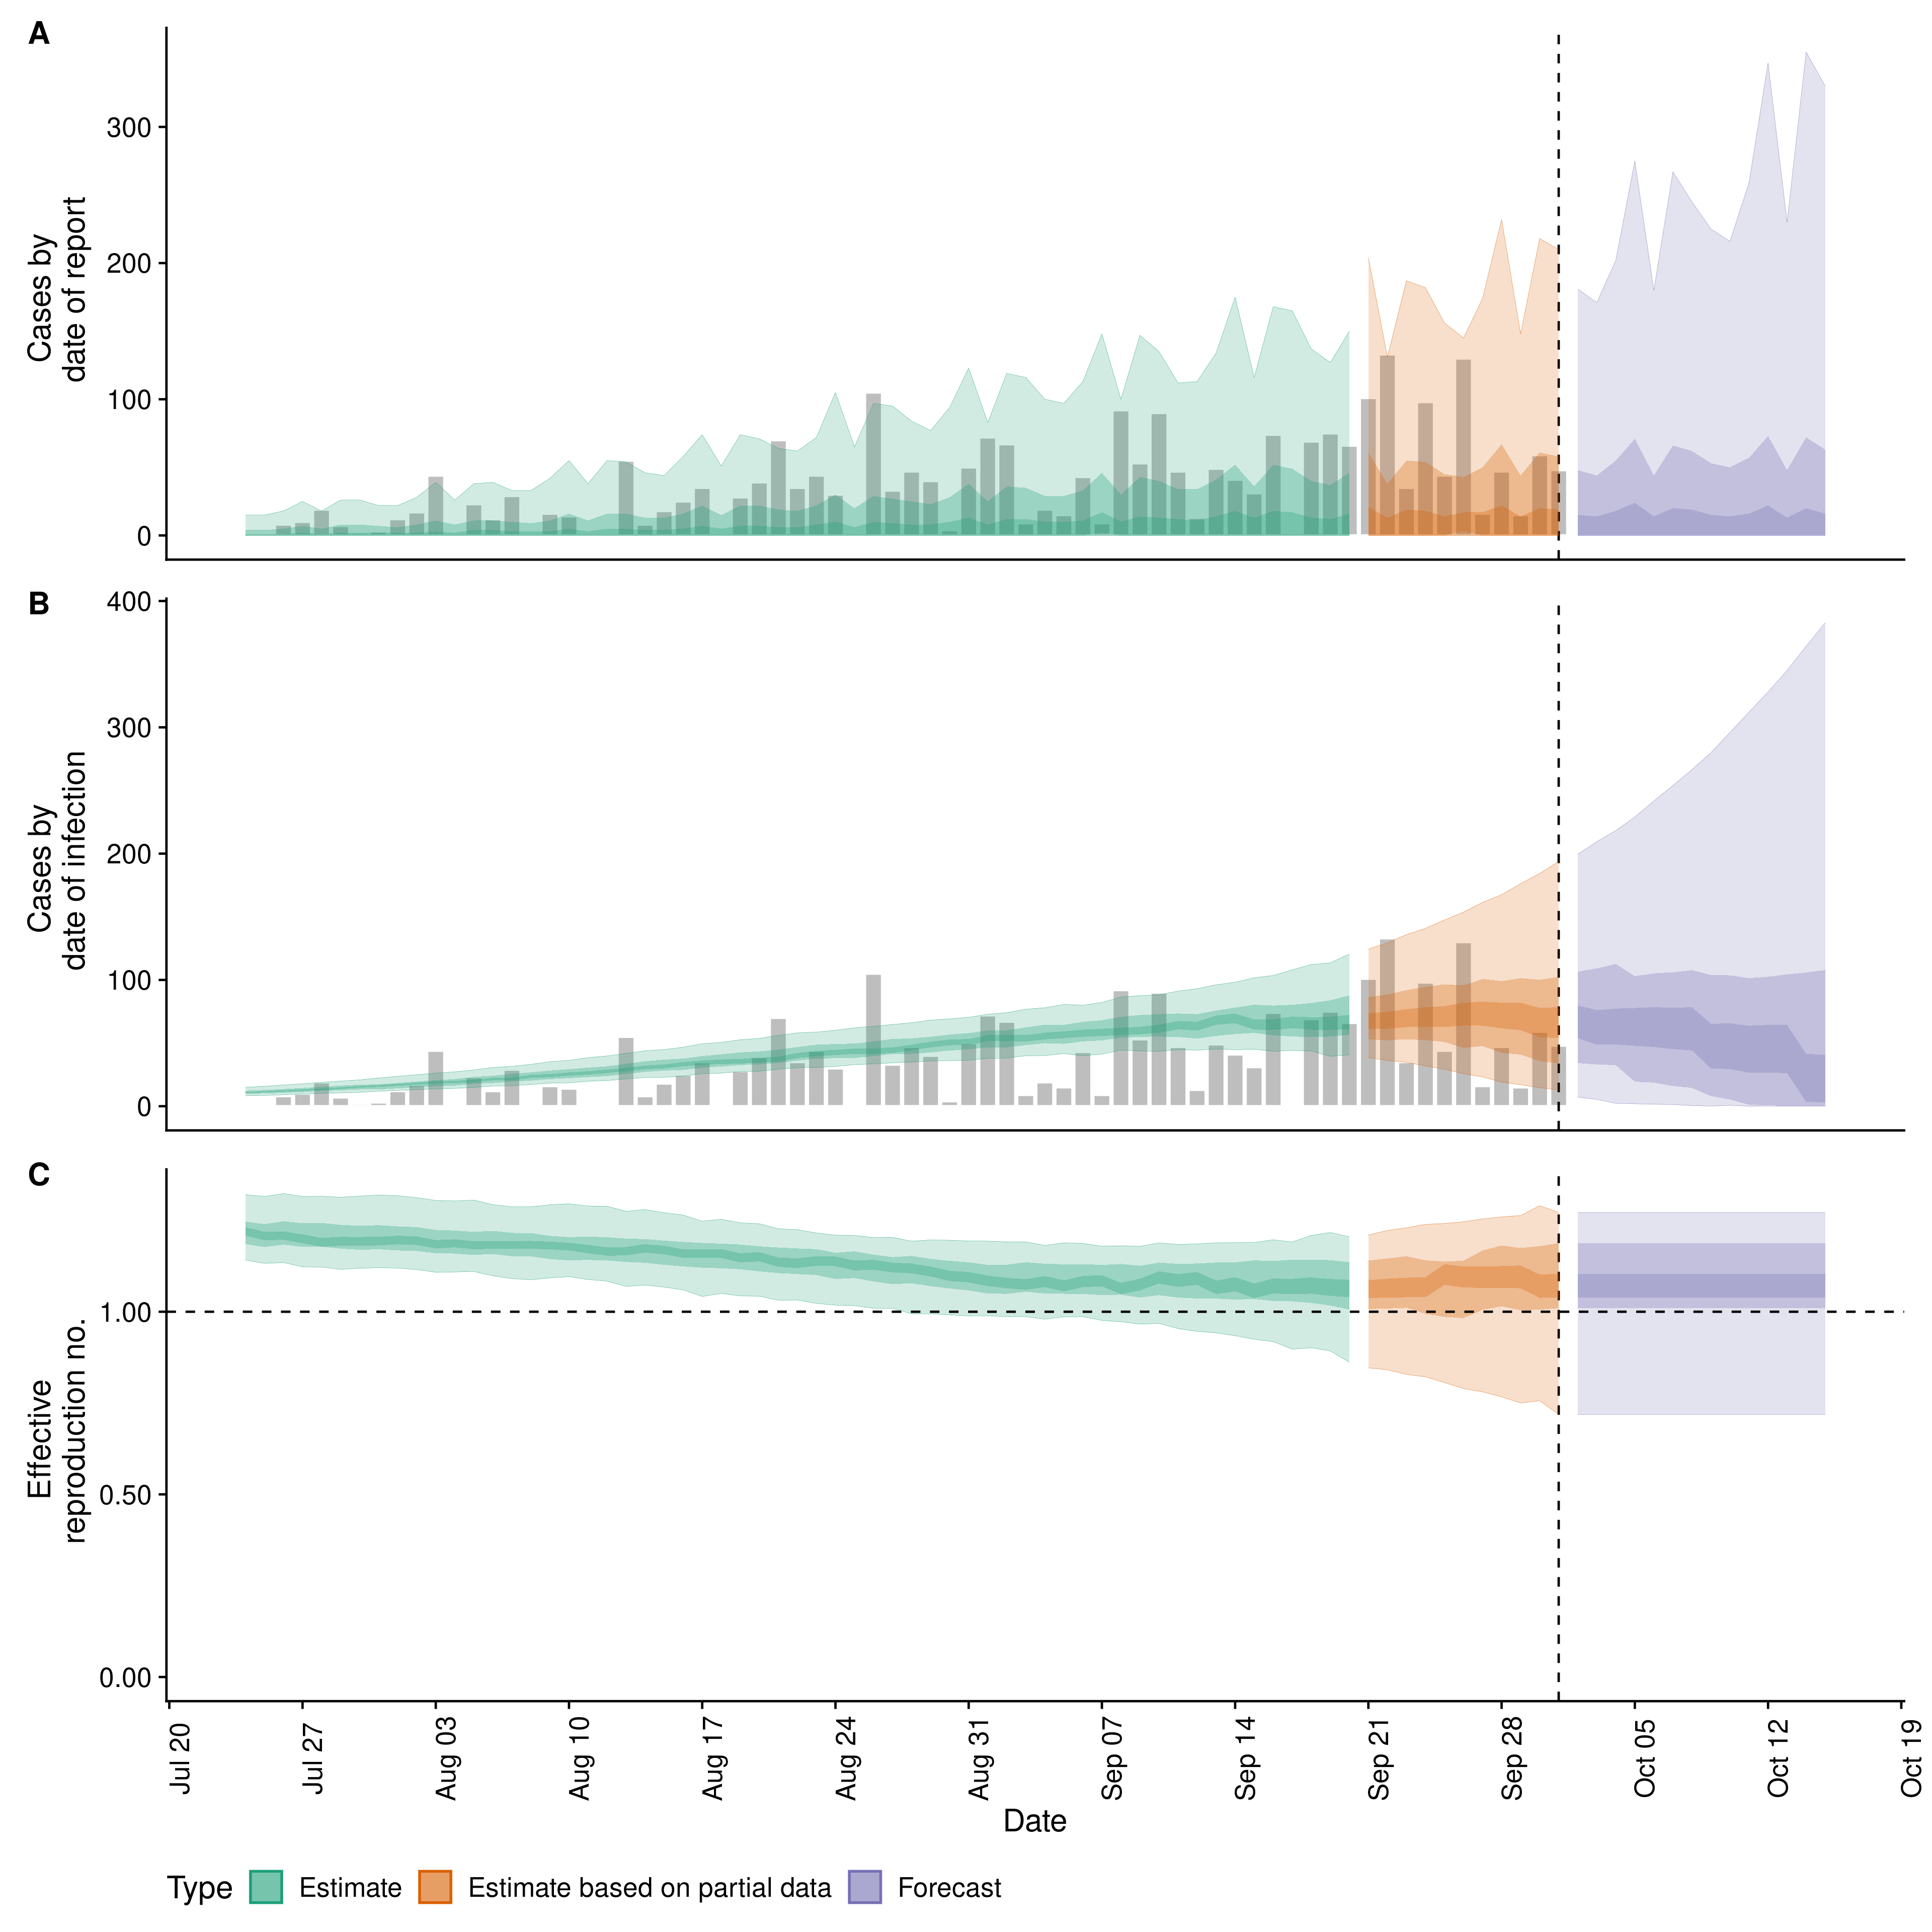 A
Cases by
date of report
300
200
100
0
B
Cases by
date of infection
400
300
200
100
0
C
Effective
reproduction no.
1.00
0.50
0.00
Jul 20
Jul 27
Aug 03
Aug 10
Aug 17
Aug 24
Aug 31
Sep 07
Sep 14
Sep 21
Sep 28
Oct 05
Oct 12
Oct 19
Date
Type Estimate Estimate based on partial data Forecast